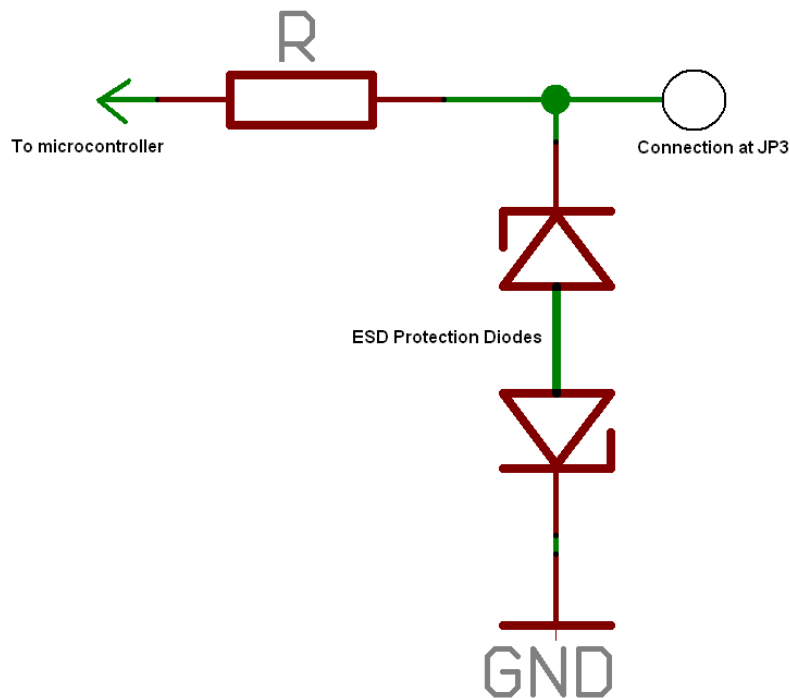 R
To microcontroller
Connection at JP3
ESD Protection Diodes
GND